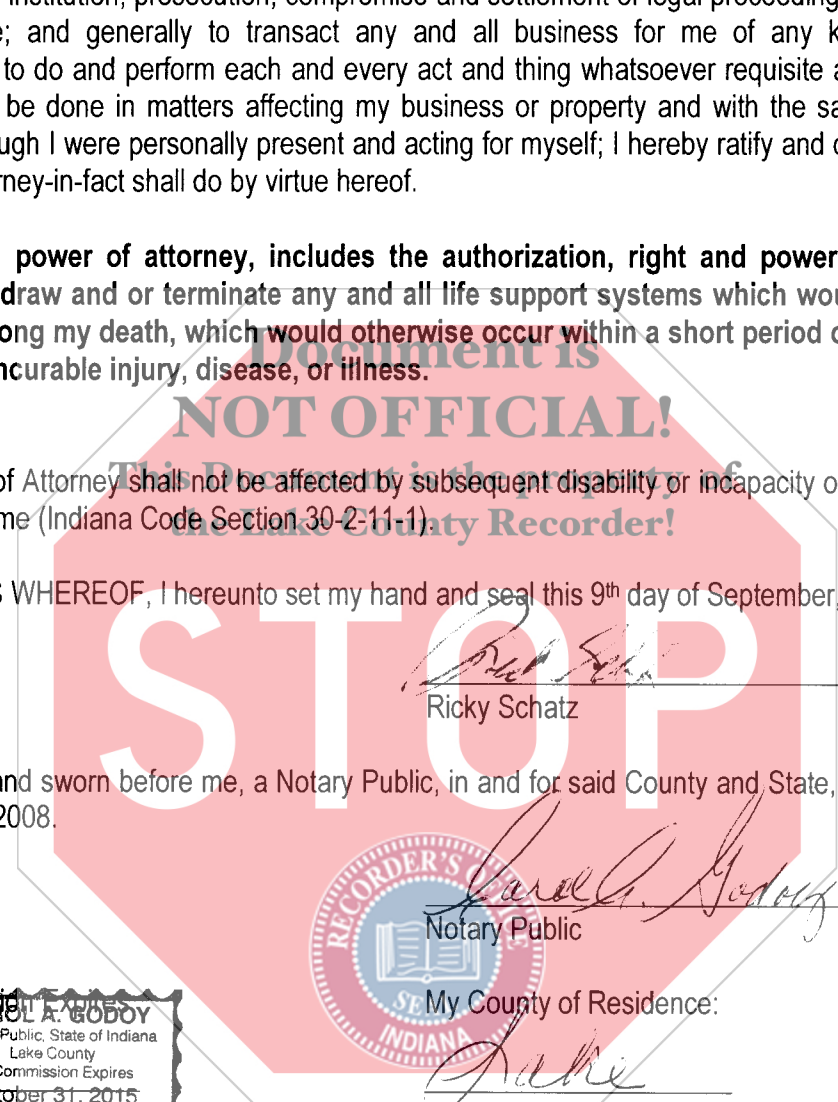 institution, prosecution, compromise and settlement of legal proceeding
; and generally to transact any and all business for me of any
to do and perform each and every act and thing whatsoever requisite
be done in matters affecting my business or property and with the
ugh I were personally present and acting for myself; I hereby ratify and
rney-in-fact shall do by virtue hereof.
power of attorney, includes the authorization, right and power
draw and or terminate any and all life support systems which wou
ong my death, which would otherwise occur within a short period
ncurable injury, disease, or illness.
Document is
NOT OFFICIAL!
of Attorney shall not be affected by subsequent disability or incapacity o
This Document is the property of
me (Indiana Code Section 30-2-11-1).
the Lake County Recorder!
S WHEREOF, I hereunto set my hand and seal this 9th day of September,
STOP
Ricky Schatz
and sworn before me, a Notary Public, in and for said County and State,
2008.
Carol A. Godoy
Notary Public
RECORDER'S OFFICE
SEAL
INDIANA
My County of Residence:
Lake
Expires
OL A. GODOY
Public, State of Indiana
Lake County
Commission Expires
tober 31, 2015